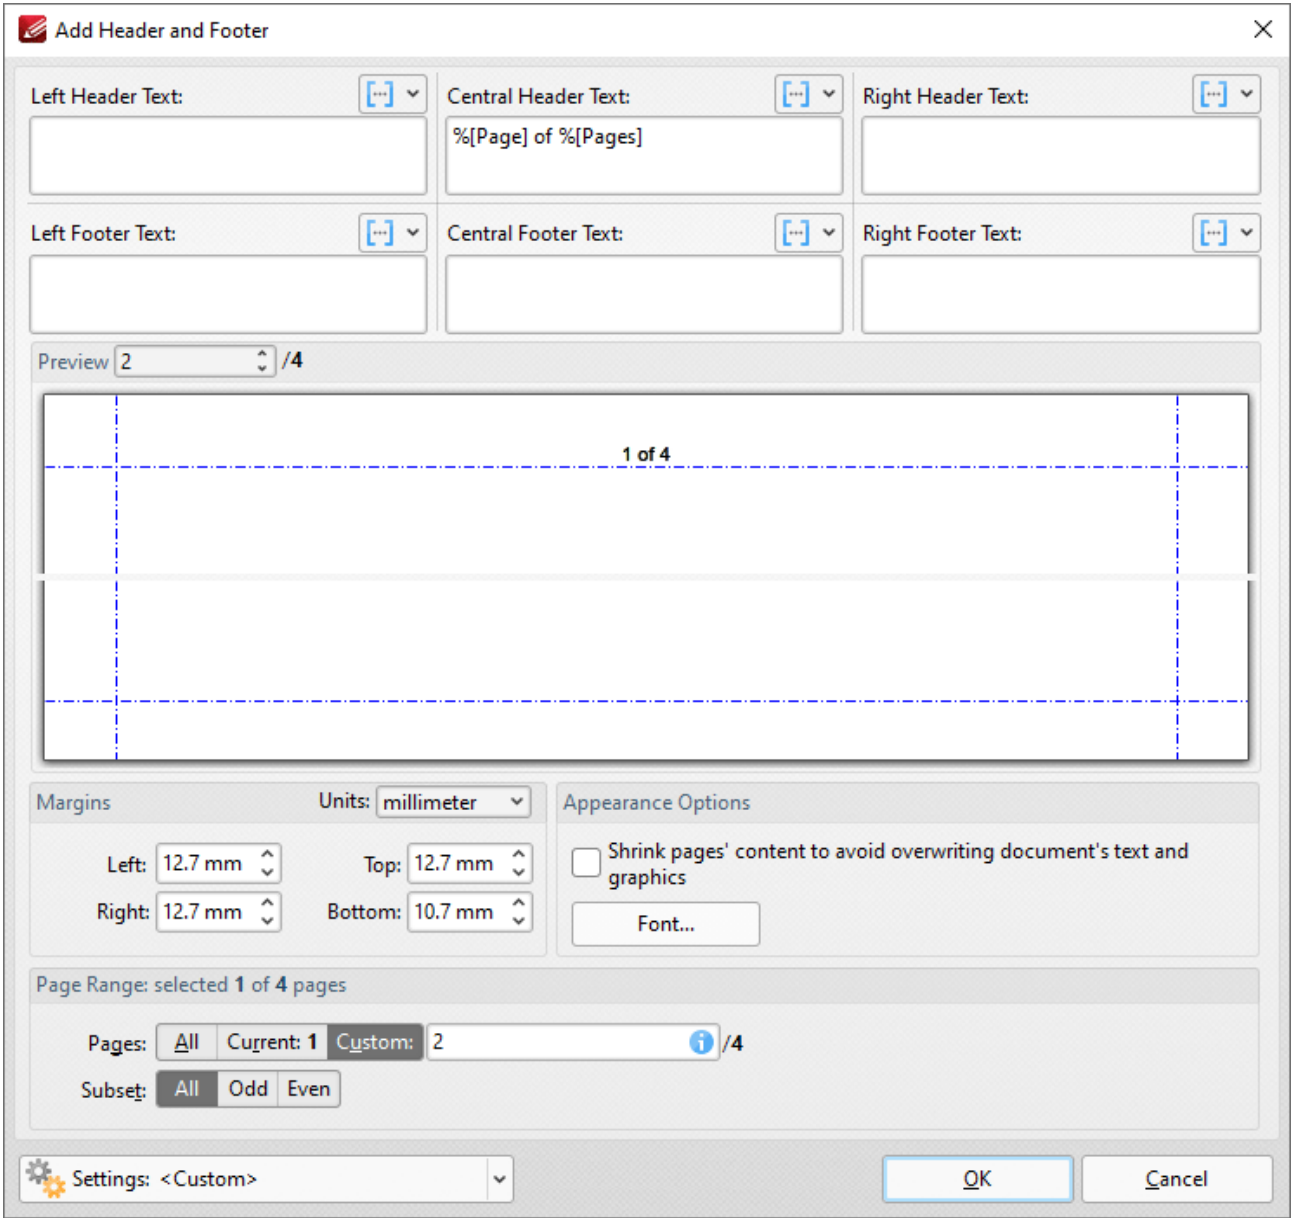 Add Header and Footer
Left Header Text:
Central Header Text:
Right Header Text:
%[Page] of %[Pages]
Left Footer Text:
Central Footer Text:
Right Footer Text:
Preview 2 /4
1 of 4
Margins
Units: millimeter
Appearance Options
Left: 12.7 mm
Top: 12.7 mm
Shrink pages' content to avoid overwriting document's text and
graphics
Right: 12.7 mm
Bottom: 10.7 mm
Font...
Page Range: selected 1 of 4 pages
Pages: All Current: 1 Custom: 2 /4
Subset: All Odd Even
Settings: <Custom>
OK
Cancel